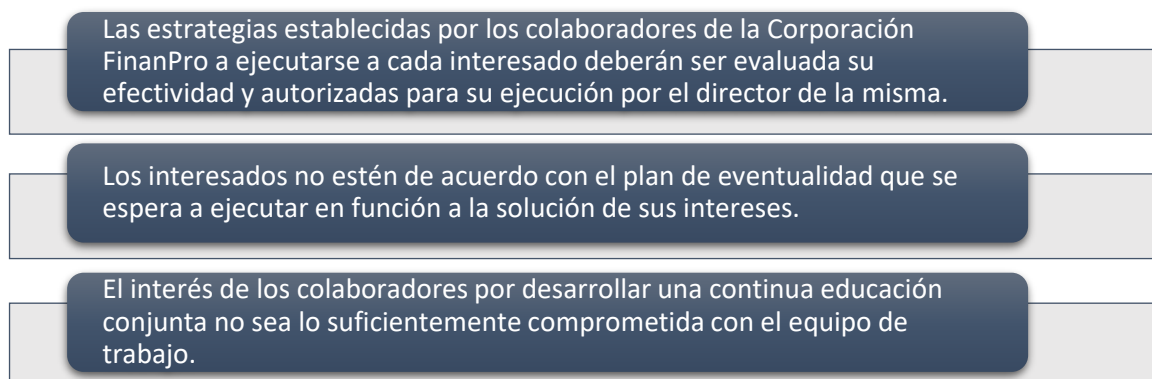 Las estrategias establecidas por los colaboradores de la Corporación
FinanPro a ejecutarse a cada interesado deberán ser evaluada su
efectividad y autorizadas para su ejecución por el director de la misma.
Los interesados no estén de acuerdo con el plan de eventualidad que se
espera a ejecutar en función a la solución de sus intereses.
El interés de los colaboradores por desarrollar una continua educación
conjunta no sea lo suficientemente comprometida con el equipo de
trabajo.